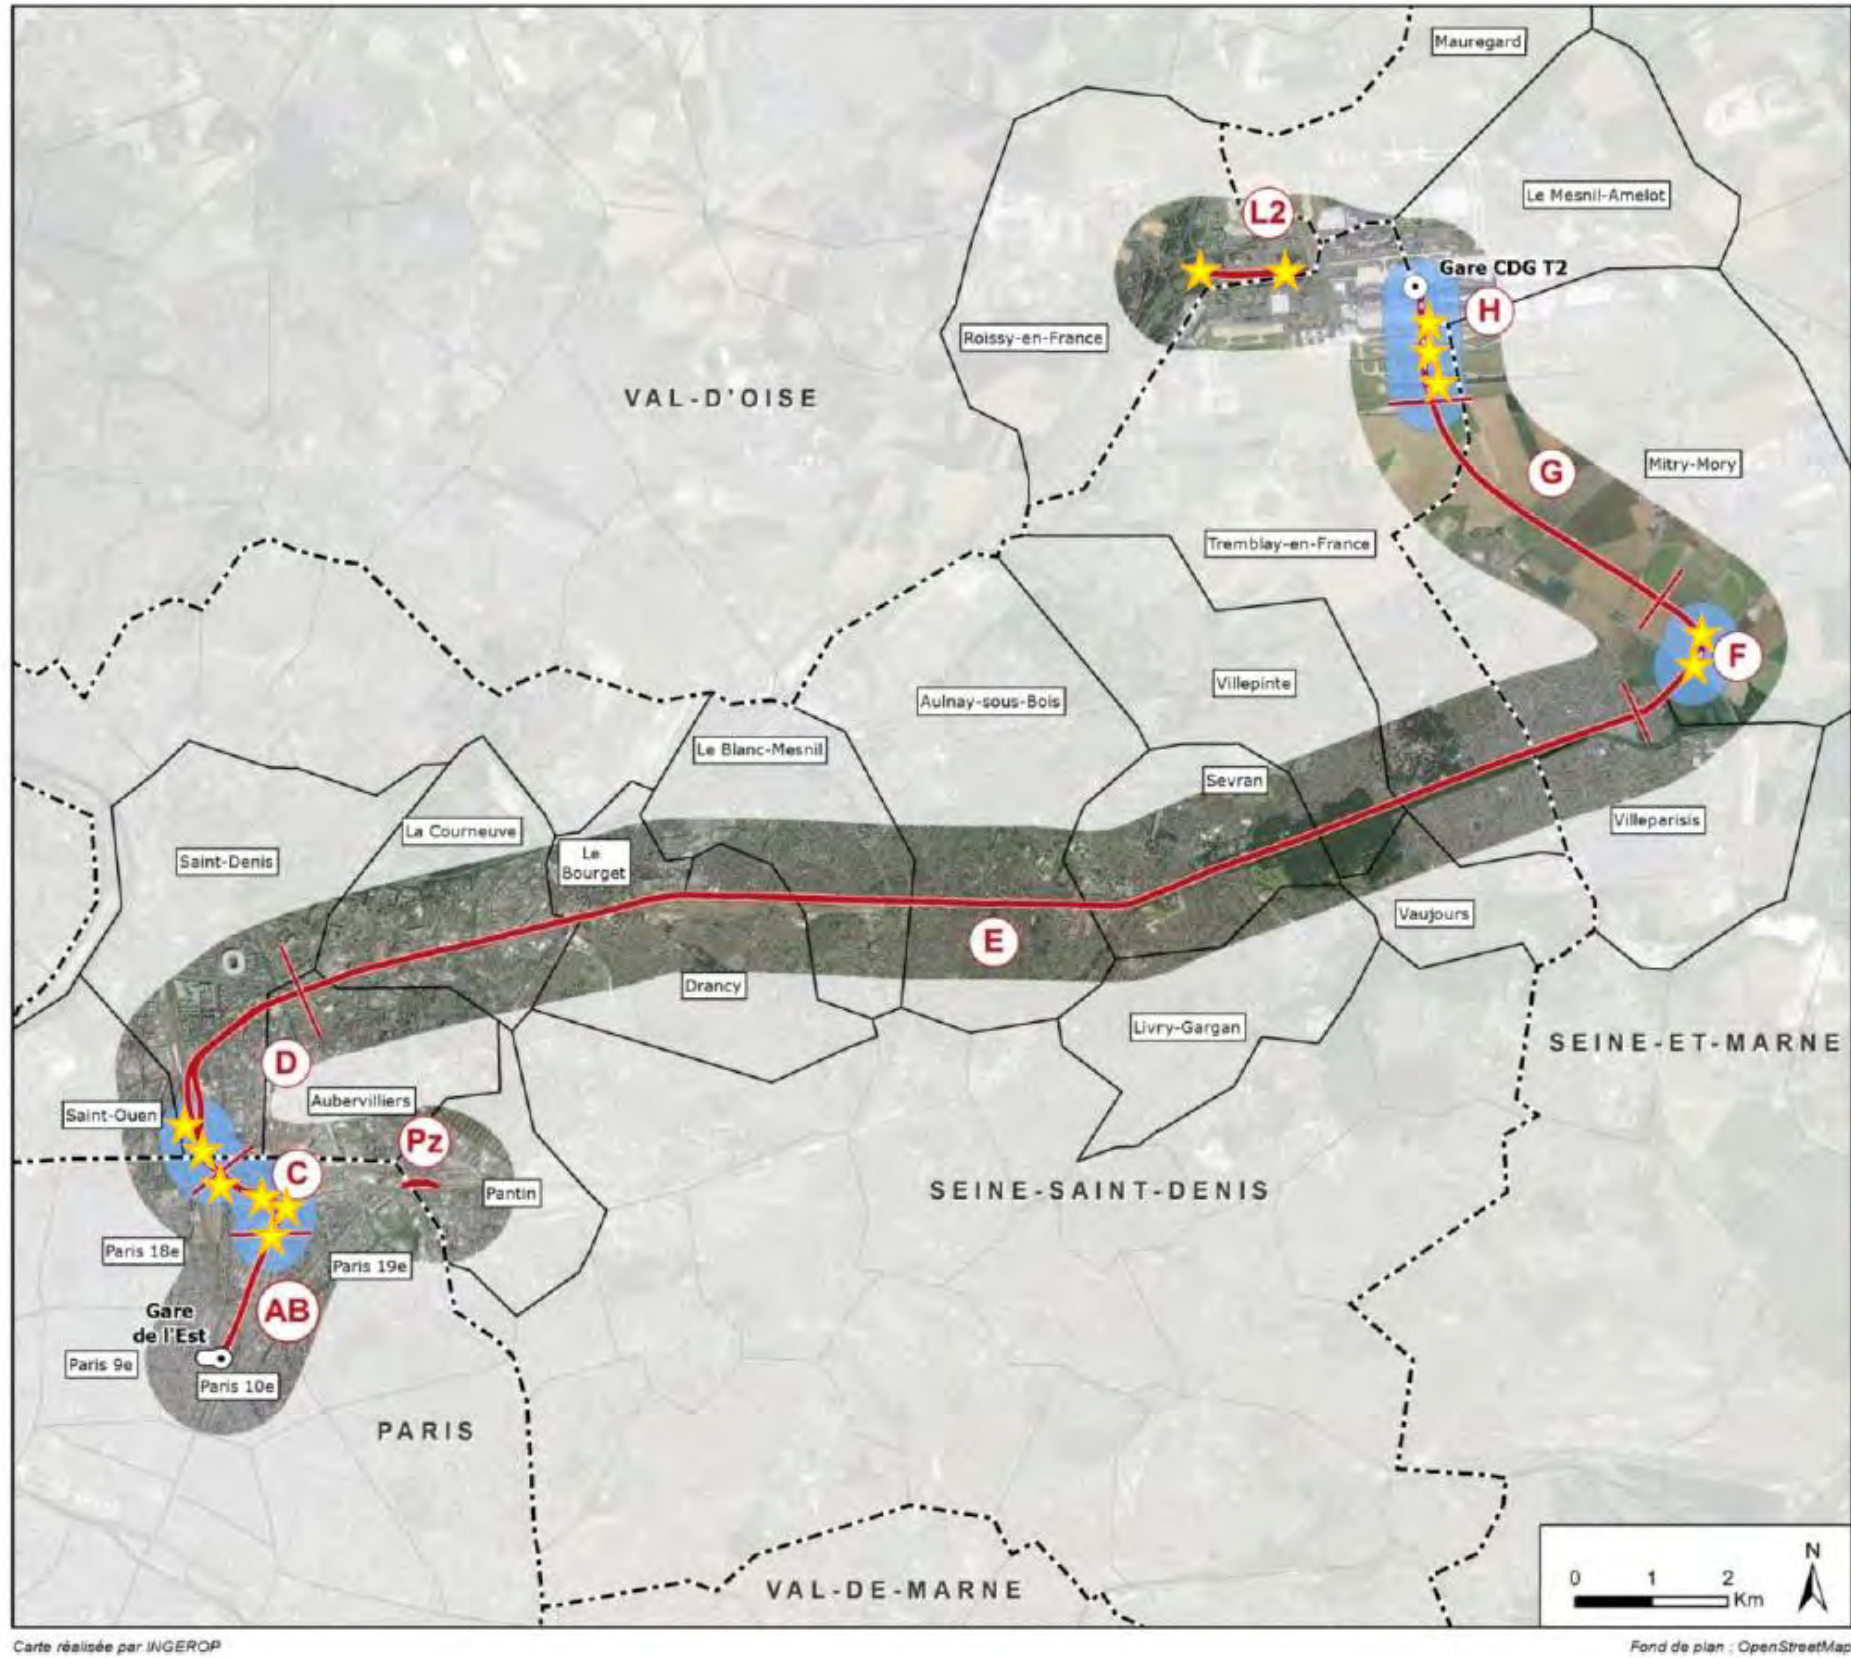 Mauregard
Le Mesnil-Amelot
L2
Gare CDG T2
H
Roissy-en-France
VAL-D'OISE
G
Mitry-Mory
Tremblay-en-France
F
Villepinte
Aulnay-sous-Bois
Le Blanc-Mesnil
Sevran
Villeparisis
La Courneuve
Saint-Denis
Le
Bourget
Vaujours
E
Drancy
Livry-Gargan
SEINE-ET-MARNE
D
Aubervilliers
Saint-Ouen
Pz
C
Pantin
SEINE-SAINT-DENIS
Paris 18e
Paris 19e
Gare
de l'Est
AB
Paris 9e
Paris 10e
PARIS
VAL-DE-MARNE
N
0 1 2
Km
Carte réalisée par INGEROP
Fond de plan : OpenStreetMap